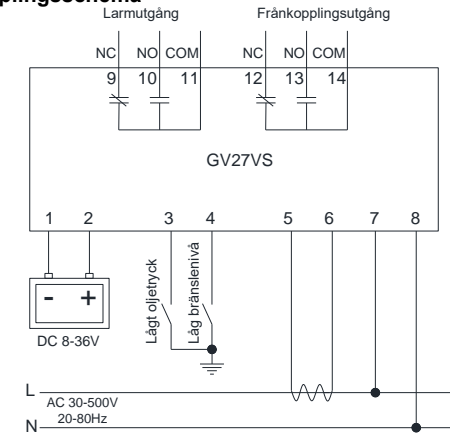 plingsschema
Larmutgång Frånkopplingsutgång
NC NO COM NC NO COM
9 10 11 12 13 14
GV27VS
1 2 3 4 5 6 7 8
Lågt oljetryck
Låg bränslenivå
- +
DC 8-36V
L
AC 30-500V
20-80Hz
N